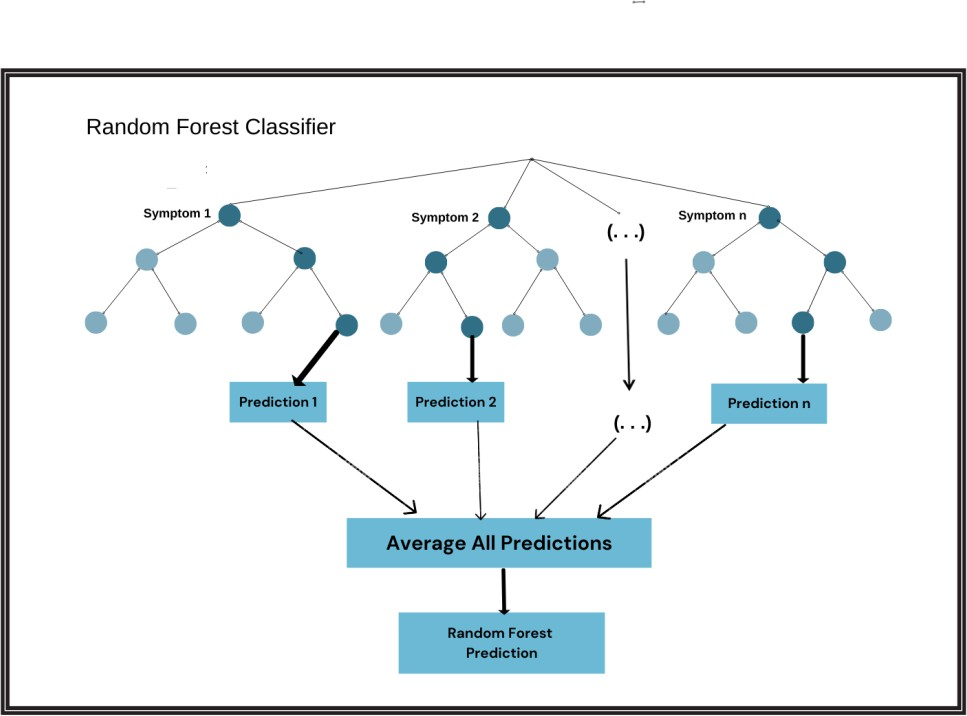 Random Forest Classifier
Symptom 1
Symptom 2
Symptom n
(. . .)
Prediction 1
Prediction 2
Prediction n
(. . .)
Average All Predictions
Random Forest
Prediction